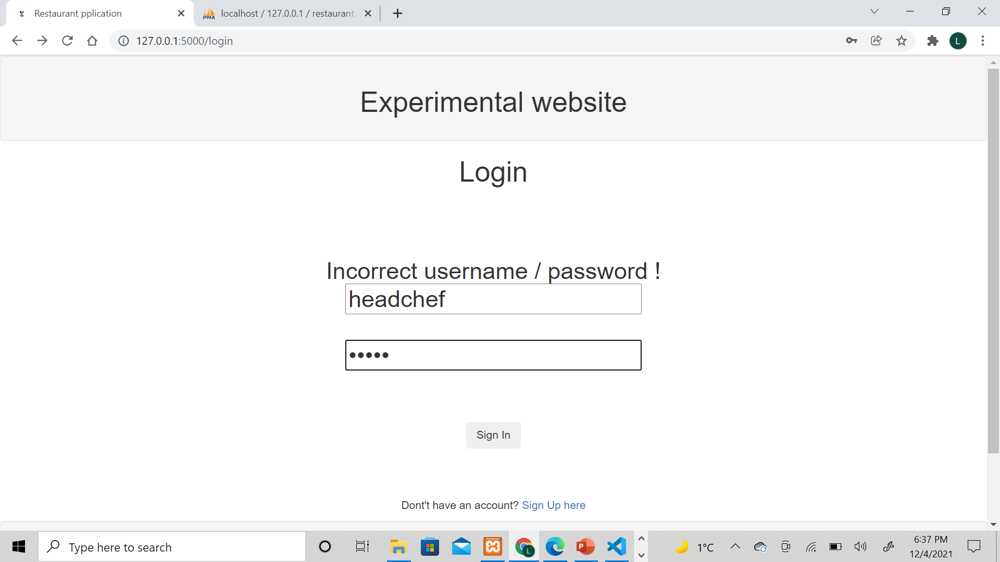 Restaurant pplication
PMA localhost / 127.0.0.1 / restaurant
127.0.0.1:5000/login
L
Experimental website
Login
Incorrect username / password !
headchef
•••••
Sign In
Dont't have an account? Sign Up here
Type here to search
L
P
1°C
6:37 PM
12/4/2021